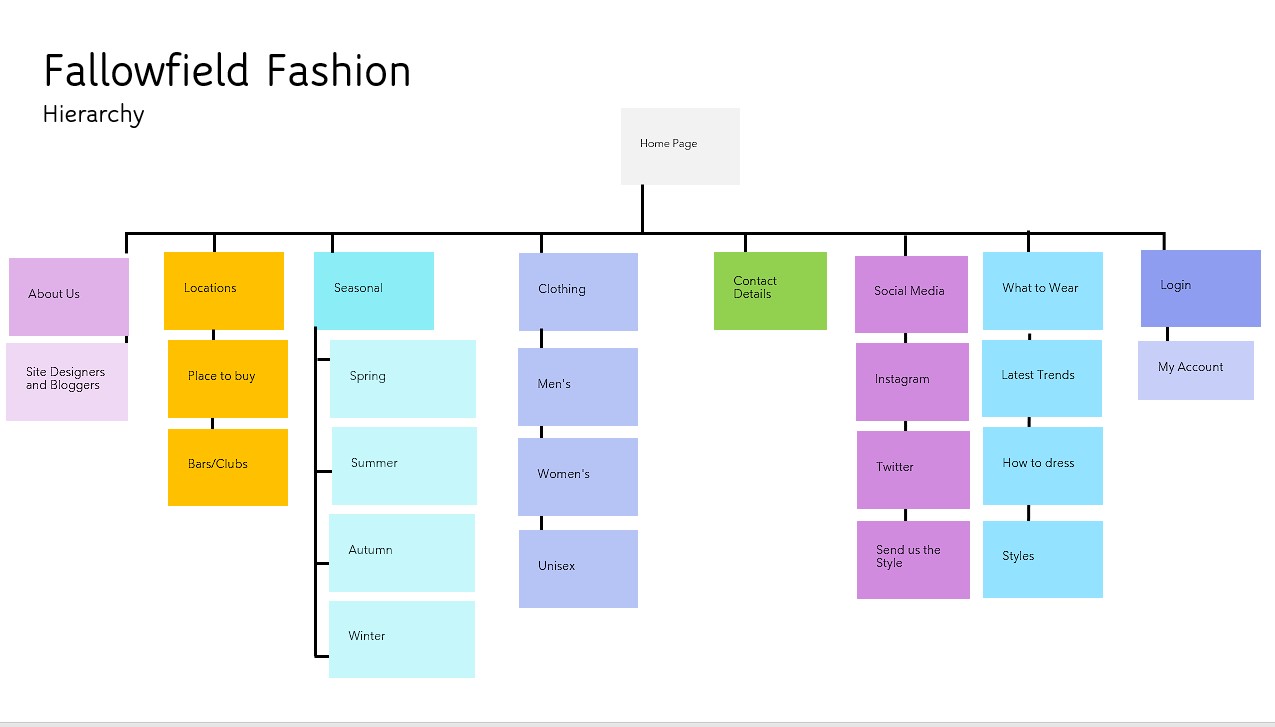 Fallowfield Fashion
Hierarchy
Home Page
About Us
Site Designers
and Bloggers
Locations
Place to buy
Bars/Clubs
Seasonal
Spring
Summer
Autumn
Winter
Clothing
Men's
Women's
Unisex
Contact
Details
Social Media
Instagram
Twitter
Send us the
Style
What to Wear
Latest Trends
How to dress
Styles
Login
My Account